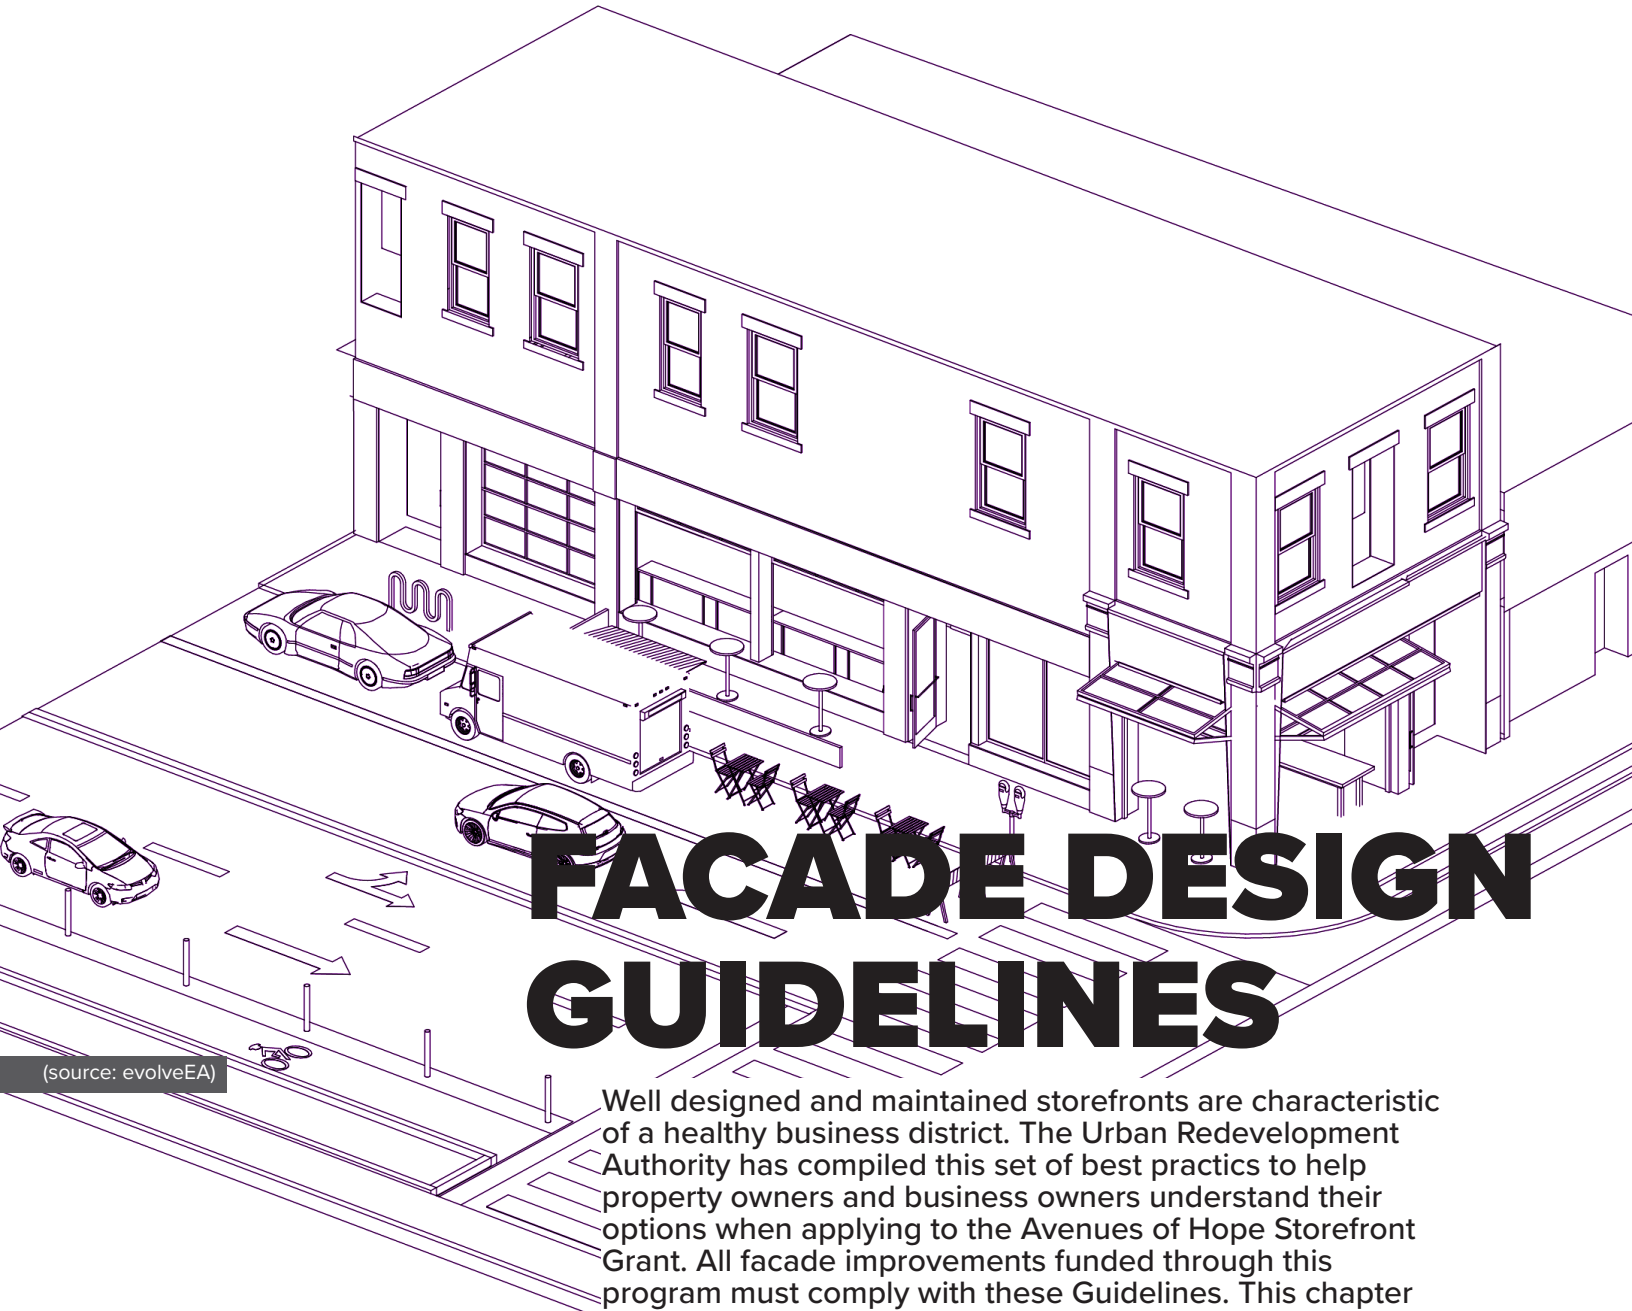 FACADE DESIGN
GUIDELINES
(source: evolveEA)
Well designed and maintained storefronts are characteristic
of a healthy business district. The Urban Redevelopment
Authority has compiled this set of best practics to help
property owners and business owners understand their
options when applying to the Avenues of Hope Storefront
Grant. All facade improvements funded through this
program must comply with these Guidelines. This chapter